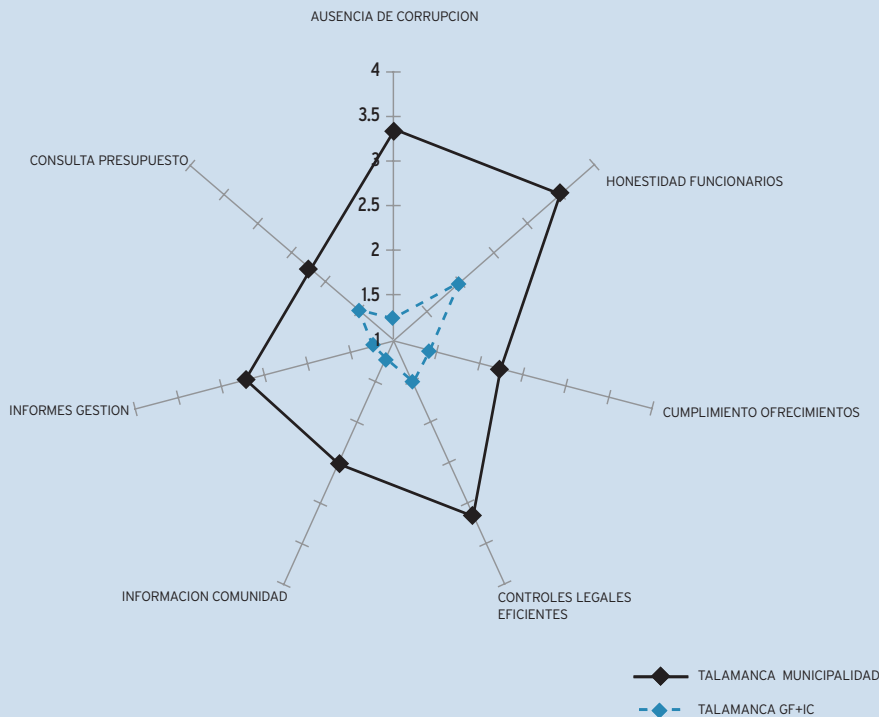 AUSENCIA DE CORRUPCION
4
3.5
3
2.5
2
1.5
1
CONSULTA PRESUPUESTO
HONESTIDAD FUNCIONARIOS
INFORMES GESTION
CUMPLIMIENTO OFRECIMIENTOS
INFORMACION COMUNIDAD
CONTROLES LEGALES
EFICIENTES
TALAMANCA MUNICIPALIDAD
TALAMANCA GF+IC